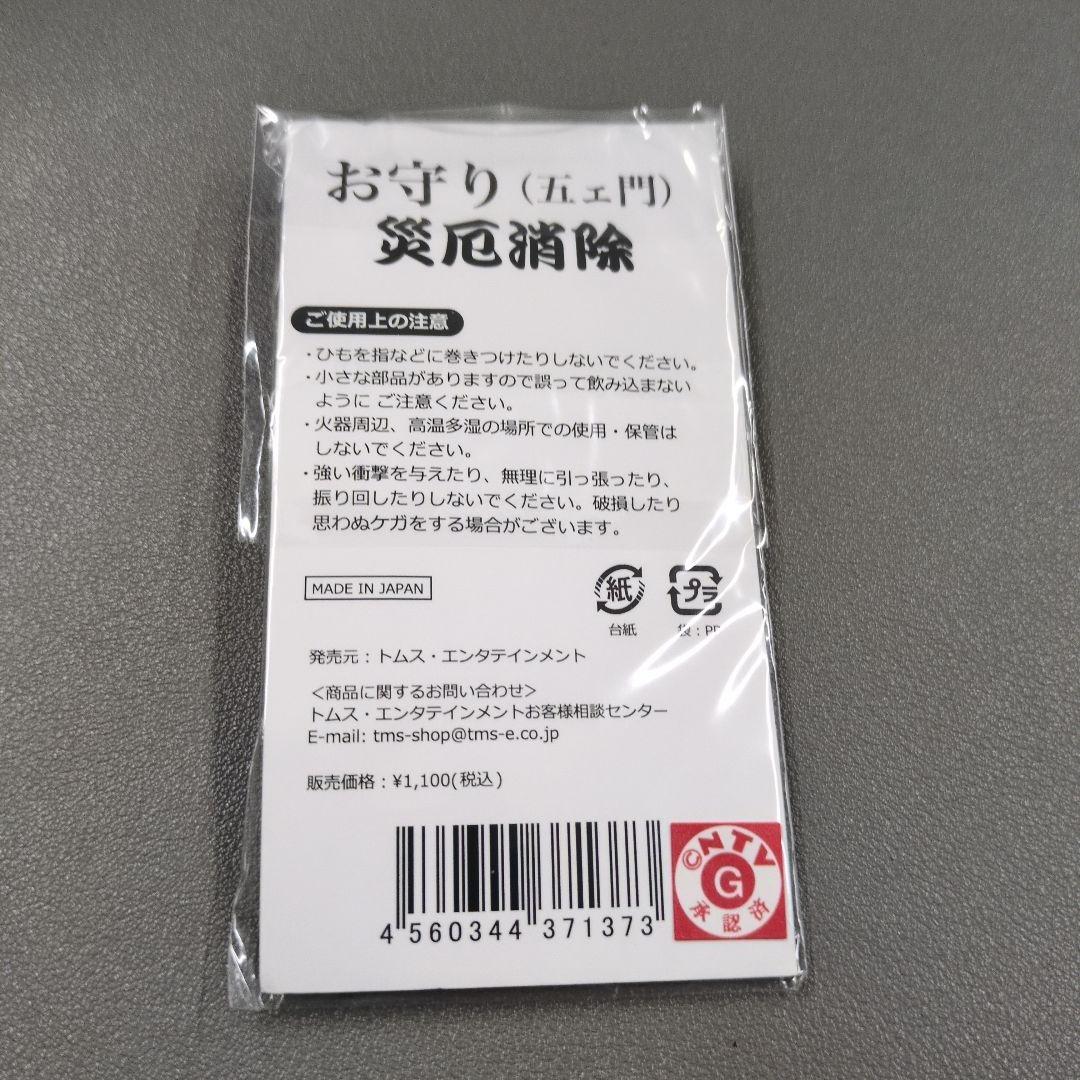 お守り（五ェ門）
災厄消除
ご使用上の注意
・ひもを指などに巻きつけたりしないでください。
・小さな部品がありますので誤って飲み込まない
ように ご注意ください。
・火器周辺、高温多湿の場所での使用・保管は
しないでください。
・強い衝撃を与えたり、無理に引っ張ったり、
振り回したりしないでください。破損したり
思わぬケガをする場合がございます。
MADE IN JAPAN
紙
プラ
台紙
袋：PP
発売元：トムス・エンタテインメント
＜商品に関するお問い合わせ＞
トムス・エンタテインメントお客様相談センター
E-mail: tms-shop@tms-e.co.jp
販売価格：¥1,100(税込)
4 560344 371373
©NTV
G
承認済